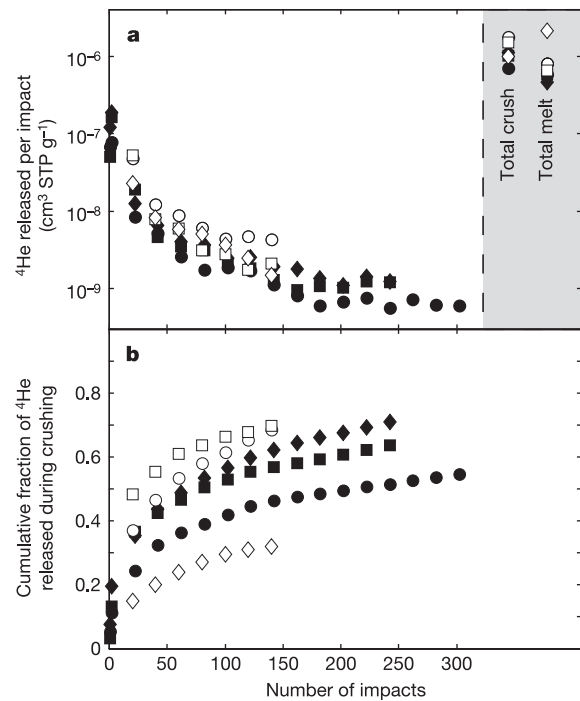 a
10⁻⁶
10⁻⁷
10⁻⁸
10⁻⁹
⁴He released per impact
(cm³ STP g⁻¹)
Total crush
Total melt
b
0.8
0.6
0.4
0.2
0
Cumulative fraction of ⁴He
released during crushing
0 50 100 150 200 250 300
Number of impacts